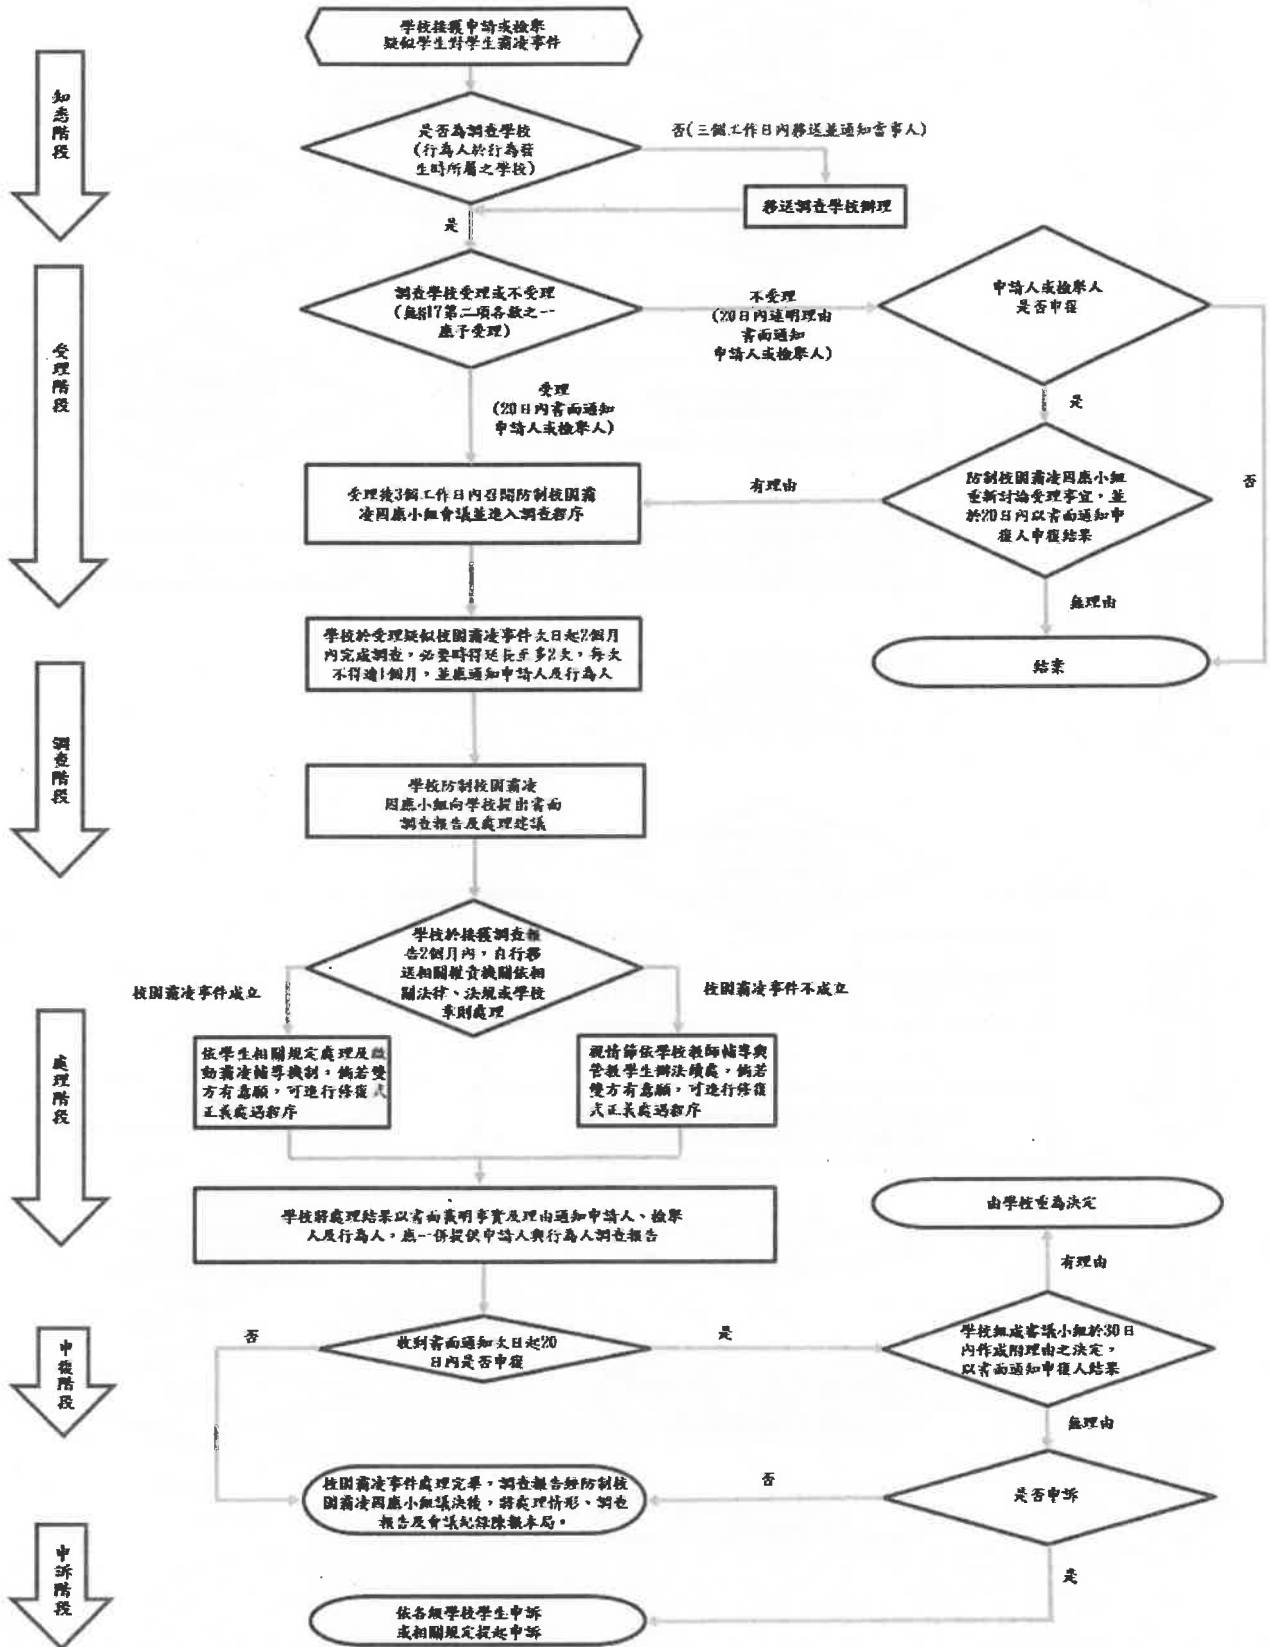 學校接獲申請或檢舉
疑似學生對學生霸凌事件
知悉階段
是否為調查學校
(行為人於行為發
生時所屬之學校)
否(三個工作日內移送並通知當事人)
移送調查學校辦理
是
受理階段
調查學校受理或不受理
(無§17第二項各款之一
應予受理)
不受理
(20日內述明理由
書面通知
申請人或檢舉人)
申請人或檢舉人
是否申復
受理
(20日內書面通知
申請人或檢舉人)
是
否
受理後3個工作日內召開防制校園霸
凌因應小組會議並進入調查程序
有理由
防制校園霸凌因應小組
重新討論受理事宜，並
於20日內以書面通知申
復人申復結果
無理由
結案
學校於受理疑似校園霸凌事件次日起2個月
內完成調查，必要時得延長至多2次，每次
不得逾1個月，並應通知申請人及行為人
調查階段
學校防制校園霸凌
因應小組向學校提出書面
調查報告及處理建議
學校於接獲調查報
告2個月內，自行移
送相關權責機關依相
關法律、法規或學校
章則處理
校園霸凌事件成立
校園霸凌事件不成立
處理階段
依學生相關規定處理及啟
動霸凌輔導機制，倘若雙
方有意願，可進行修復式
正義處遇程序
視情節依學校教師輔導與
管教學生辦法續處，倘若
雙方有意願，可進行修復
式正義處遇程序
學校將處理結果以書面載明事實及理由通知申請人、檢舉
人及行為人，應一併提供申請人與行為人調查報告
由學校重為決定
有理由
申復階段
否
收到書面通知次日起20
日內是否申復
是
學校組成審議小組於30日
內作成附理由之決定，
以書面通知申復人結果
無理由
校園霸凌事件處理完畢，調查報告經防制校
園霸凌因應小組議決後，將處理情形、調查
報告及會議紀錄陳報本局。
否
是否申訴
是
申訴階段
依各級學校學生申訴
或相關規定提起申訴